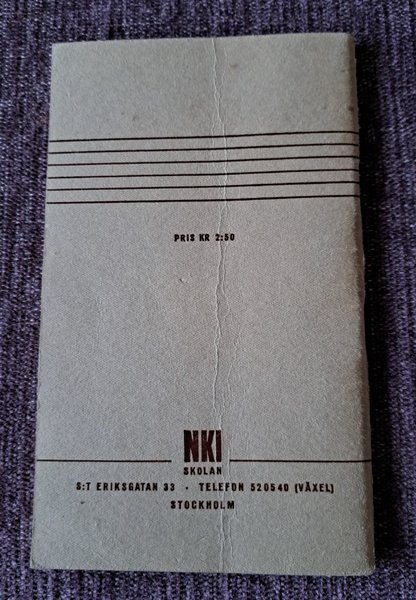 PRIS KR 2:50
NKI
SKOLAN
S:T ERIKSGATAN 33 · TELEFON 520540 (VÄXEL)
STOCKHOLM